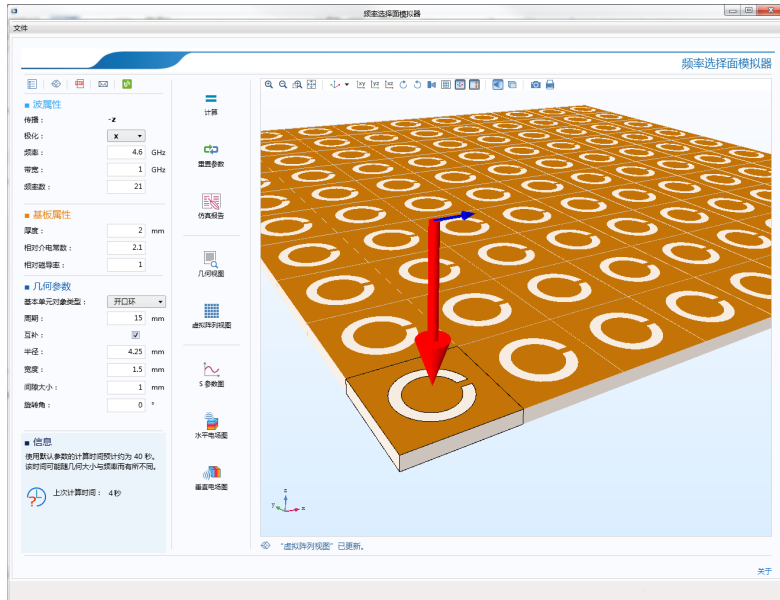 频率选择面模拟器
文件
频率选择面模拟器
波属性
传播： -z
极化： x
频率： 4.6 GHz
带宽： 1 GHz
频率数： 21
基板属性
厚度： 2 mm
相对介电常数： 2.1
相对磁导率： 1
几何参数
基本单元对象类型： 开口环
周期： 15 mm
互补：
半径： 4.25 mm
宽度： 1.5 mm
间隙大小： 1 mm
旋转角： 0 °
信息
使用默认参数的计算时间预计约为 40 秒。
该时间可能随几何大小与频率而有所不同。
上次计算时间： 4秒
计算
重置参数
仿真报告
几何视图
虚拟阵列视图
S 参数图
水平电场图
垂直电场图
xy yz xz
z
y x
“虚拟阵列视图” 已更新。
关于